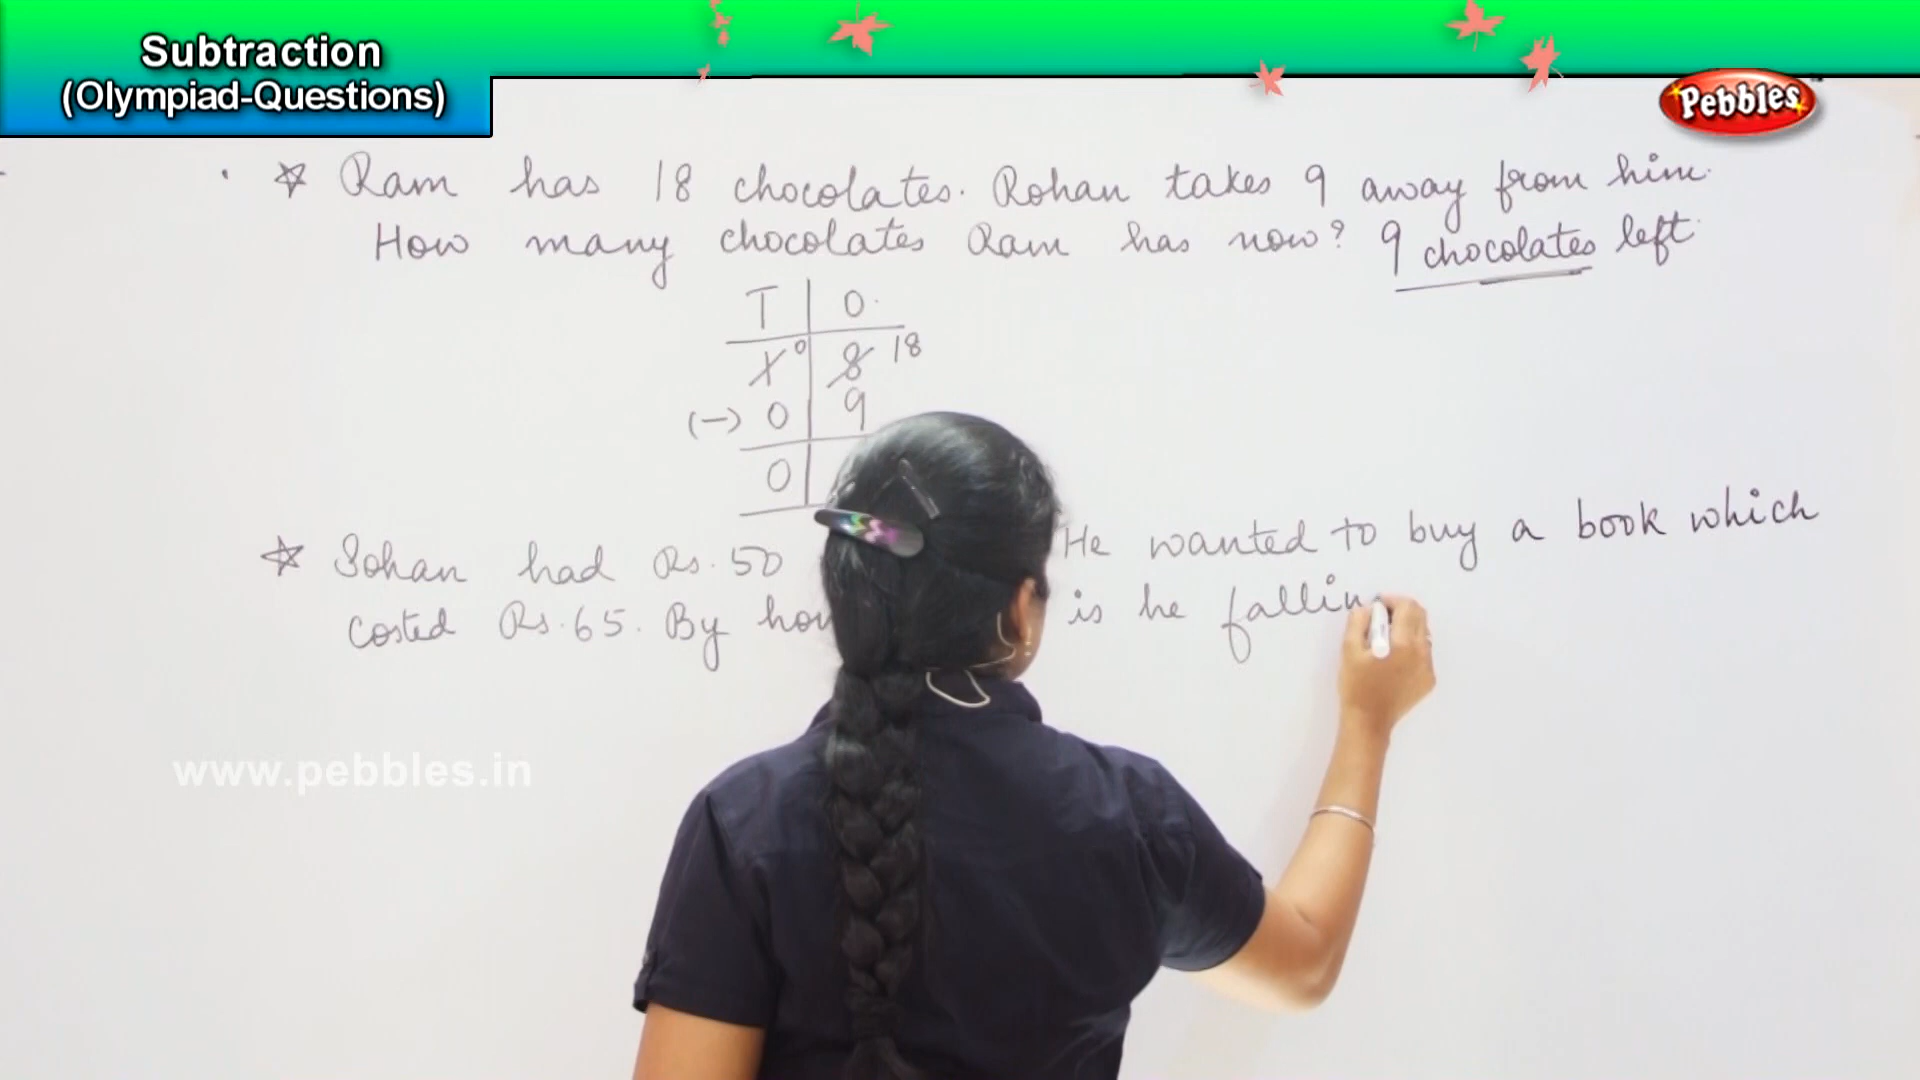 Subtraction
(Olympiad-Questions)
Pebbles
☆ Ram has 18 chocolates. Rohan takes 9 away from him.
How many chocolates Ram has now? 9 chocolates left.
T | O
1 0 | 8 18
(-) 0 | 9
0
☆ Sohan had Rs. 50 He wanted to buy a book which
costed Rs. 65. By is he
www.pebbles.in